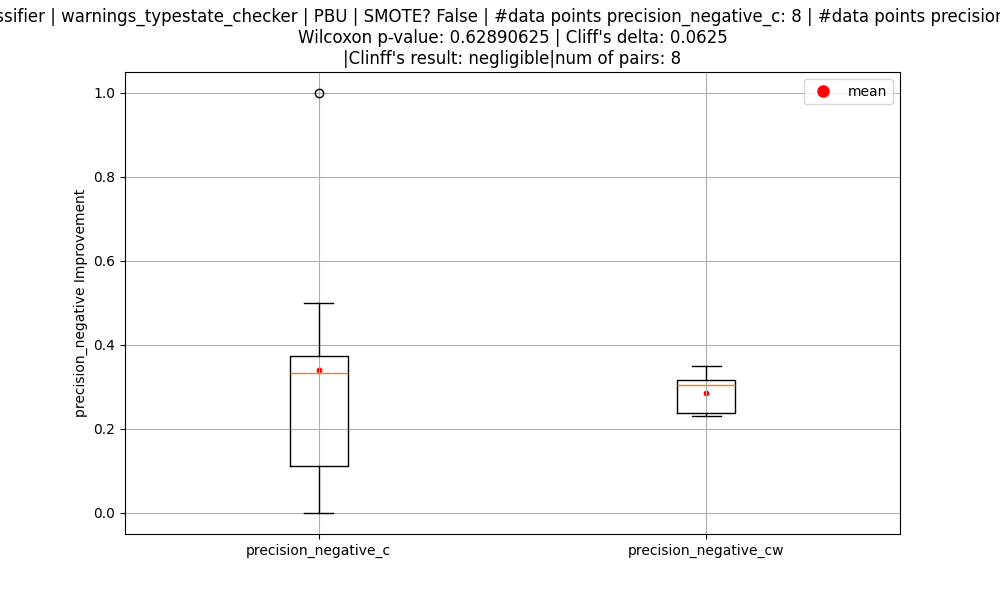 ssifier | warnings_typestate_checker | PBU | SMOTE? False | #data points precision_negative_c: 8 | #data points precision
Wilcoxon p-value: 0.62890625 | Cliff's delta: 0.0625
|Clinff's result: negligible|num of pairs: 8
mean
1.0
0.8
0.6
0.4
0.2
0.0
precision_negative Improvement
precision_negative_c
precision_negative_cw